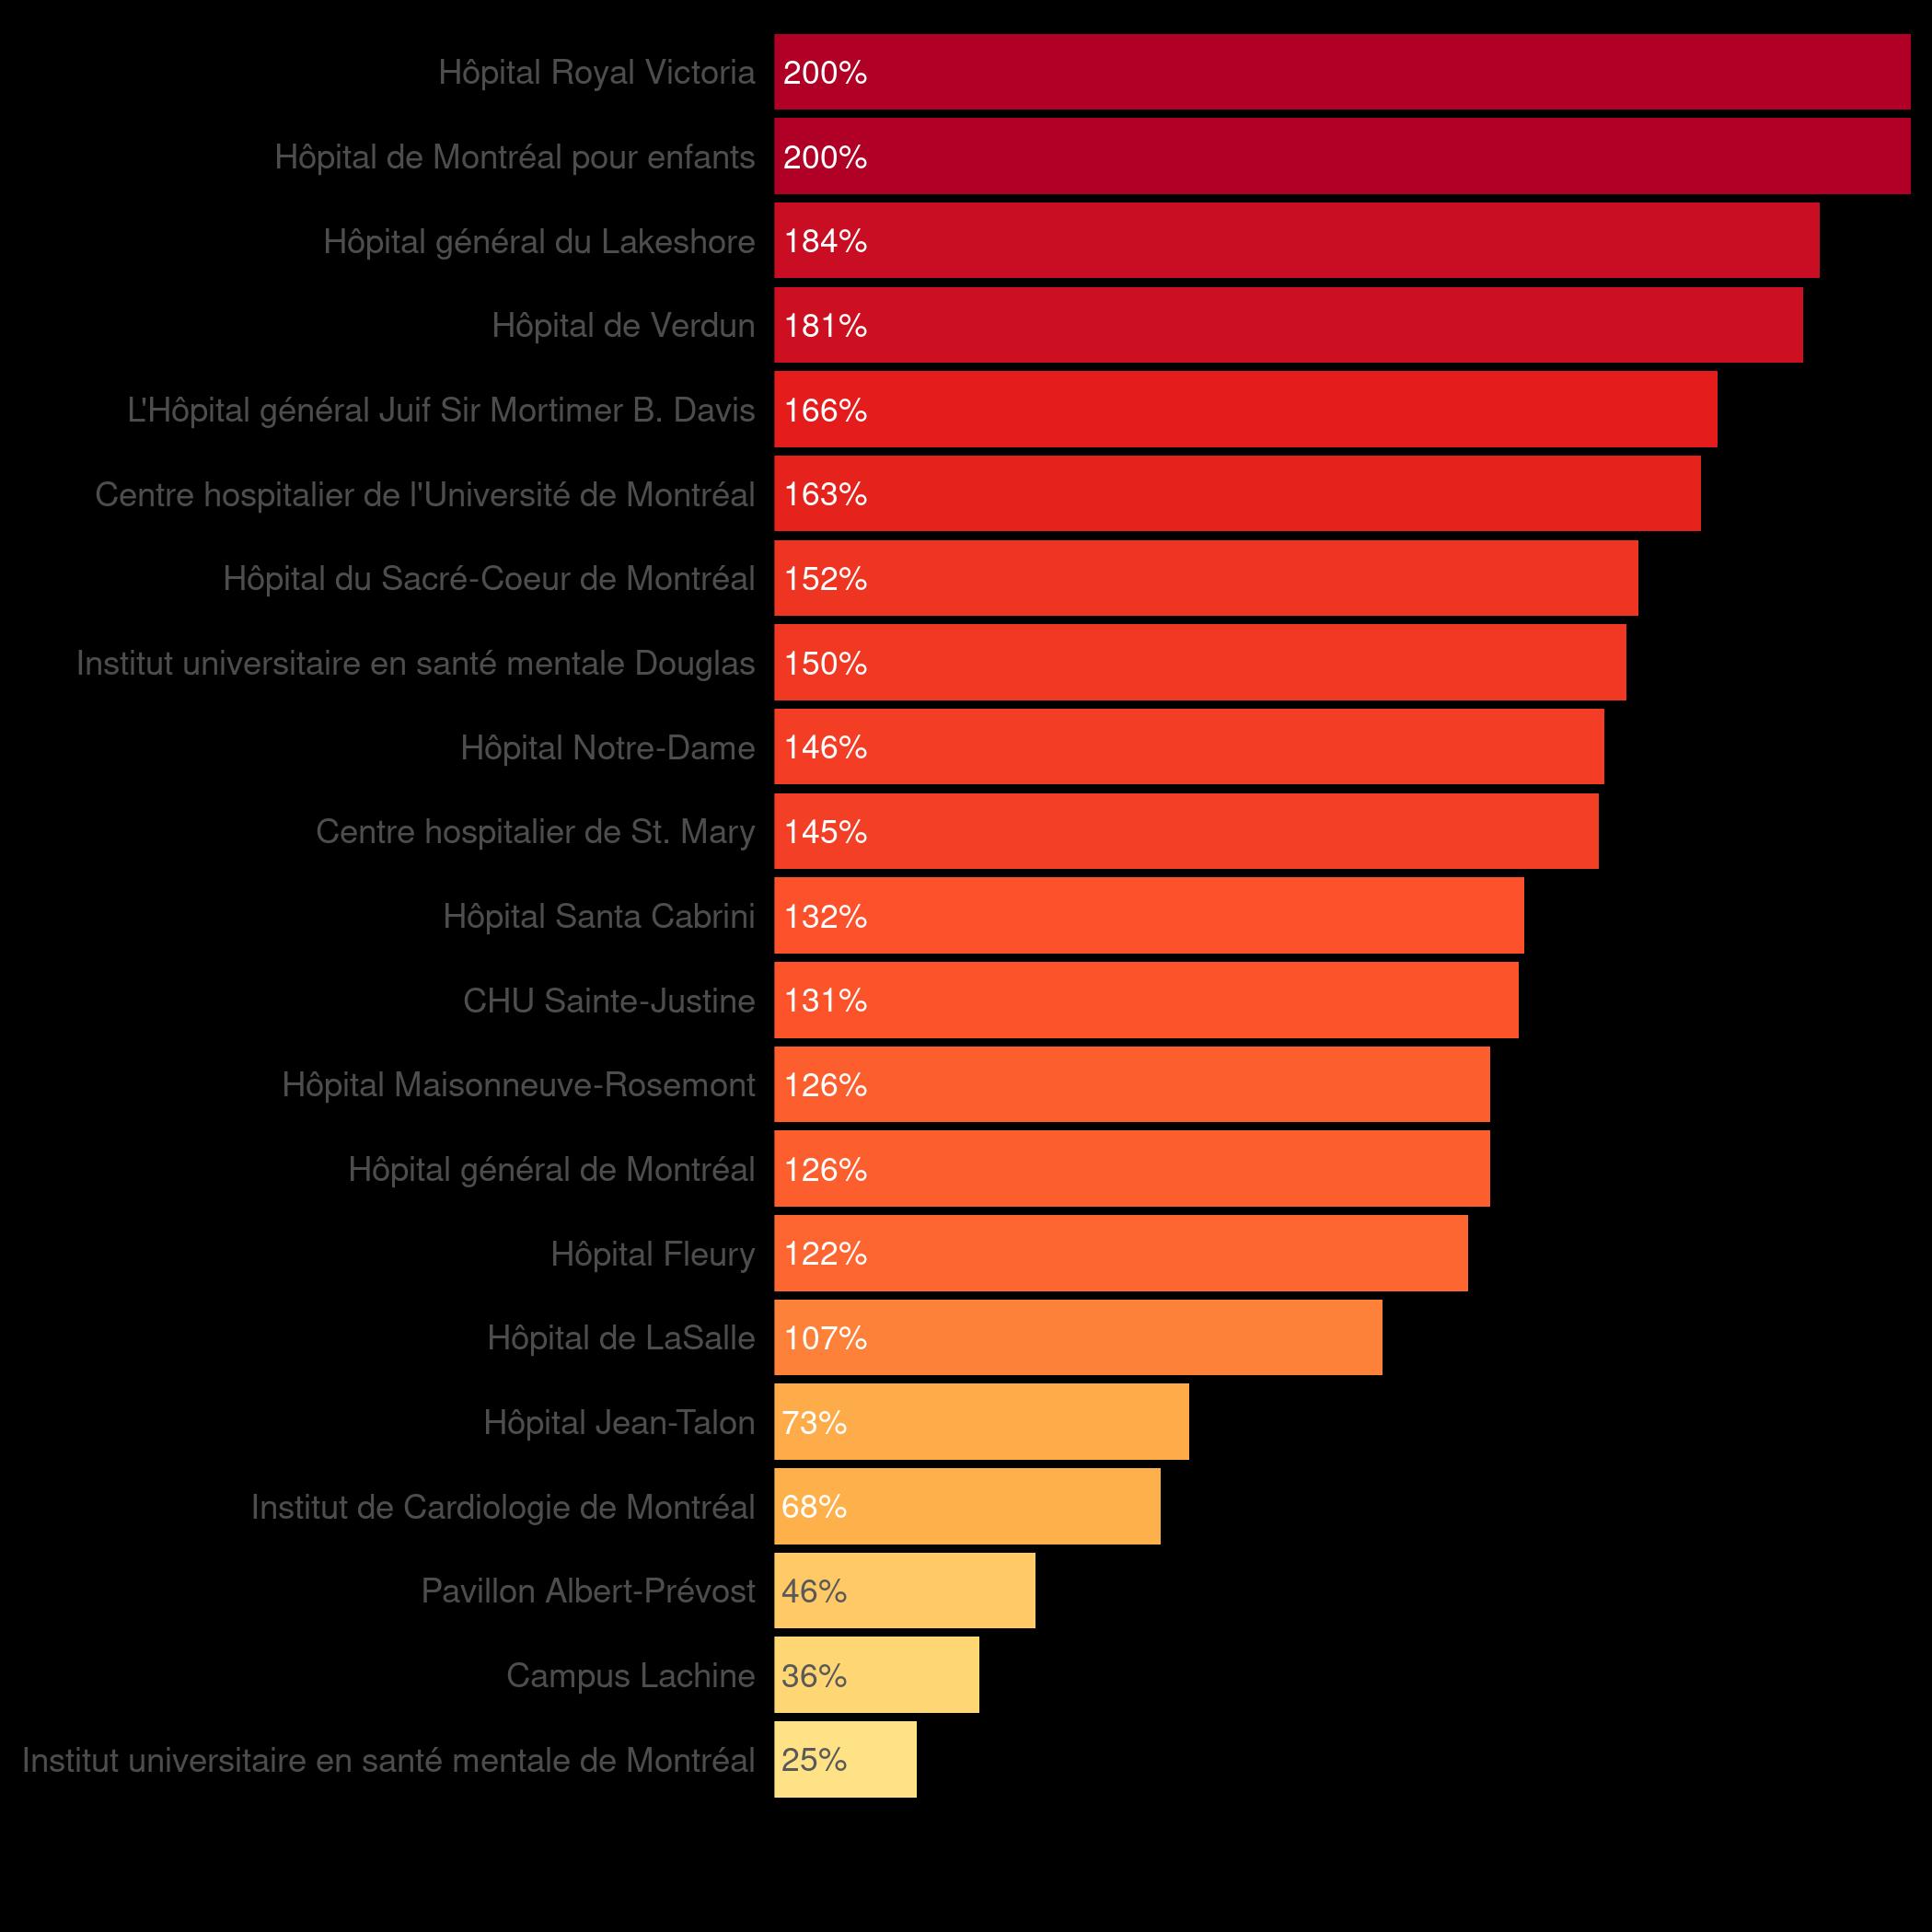 Hôpital Royal Victoria 200%
Hôpital de Montréal pour enfants 200%
Hôpital général du Lakeshore 184%
Hôpital de Verdun 181%
L'Hôpital général Juif Sir Mortimer B. Davis 166%
Centre hospitalier de l'Université de Montréal 163%
Hôpital du Sacré-Coeur de Montréal 152%
Institut universitaire en santé mentale Douglas 150%
Hôpital Notre-Dame 146%
Centre hospitalier de St. Mary 145%
Hôpital Santa Cabrini 132%
CHU Sainte-Justine 131%
Hôpital Maisonneuve-Rosemont 126%
Hôpital général de Montréal 126%
Hôpital Fleury 122%
Hôpital de LaSalle 107%
Hôpital Jean-Talon 73%
Institut de Cardiologie de Montréal 68%
Pavillon Albert-Prévost 46%
Campus Lachine 36%
Institut universitaire en santé mentale de Montréal 25%